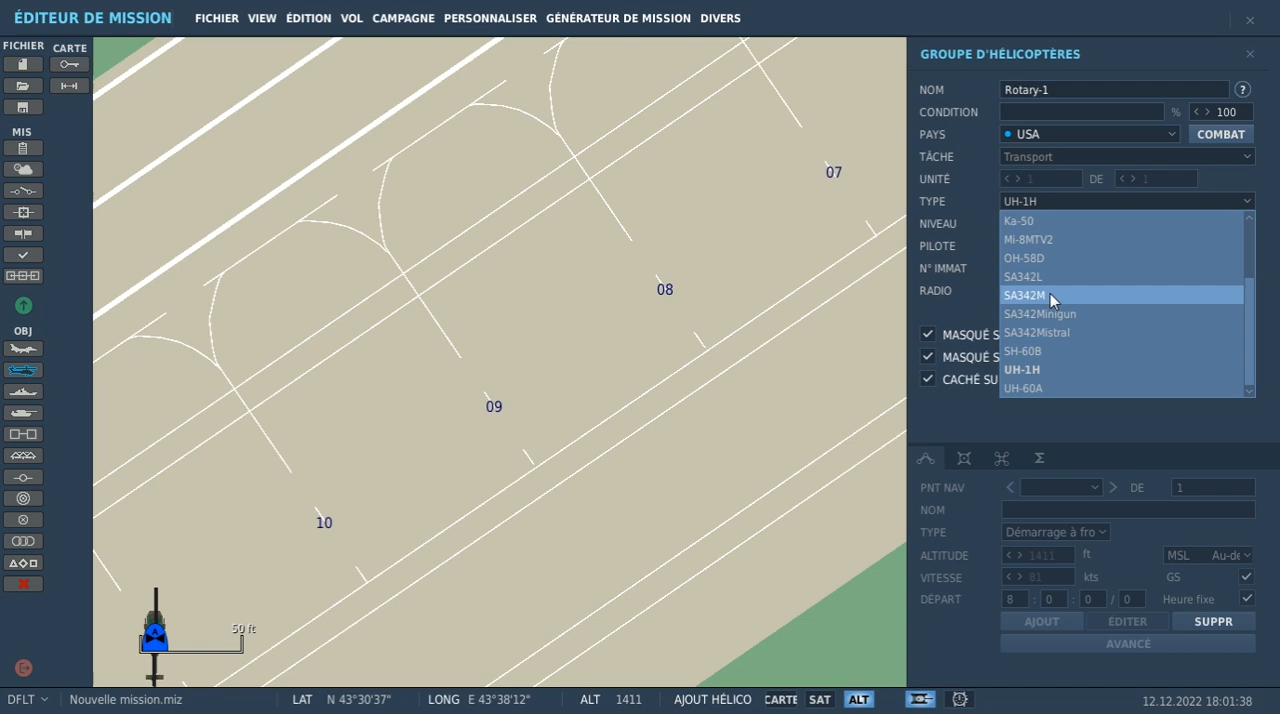 ÉDITEUR DE MISSION
FICHIER VIEW ÉDITION VOL CAMPAGNE PERSONNALISER GÉNÉRATEUR DE MISSION DIVERS
FICHIER CARTE
MIS
OBJ
07
08
09
10
A
50 ft
GROUPE D'HÉLICOPTÈRES
NOM Rotary-1 ?
CONDITION % < > 100
PAYS USA COMBAT
TÂCHE Transport
UNITÉ < > 1 DE < > 1
TYPE UH-1H
NIVEAU
PILOTE
N° IMMAT
RADIO
Ka-50
Mi-8MTV2
OH-58D
SA342L
SA342M
SA342Minigun
SA342Mistral
SH-60B
UH-1H
UH-60A
MASQUÉ S
MASQUÉ S
CACHÉ SU
PNT NAV < > DE 1
NOM
TYPE Démarrage à fro
ALTITUDE < > 1411 ft MSL Au-de
VITESSE < > 81 kts GS
DÉPART 8 : 0 : 0 / 0 Heure fixe
AJOUT ÉDITER SUPPR
AVANCÉ
DFLT Nouvelle mission.miz LAT N 43°30'37" LONG E 43°38'12" ALT 1411 AJOUT HÉLICO CARTE SAT ALT 12.12.2022 18:01:38